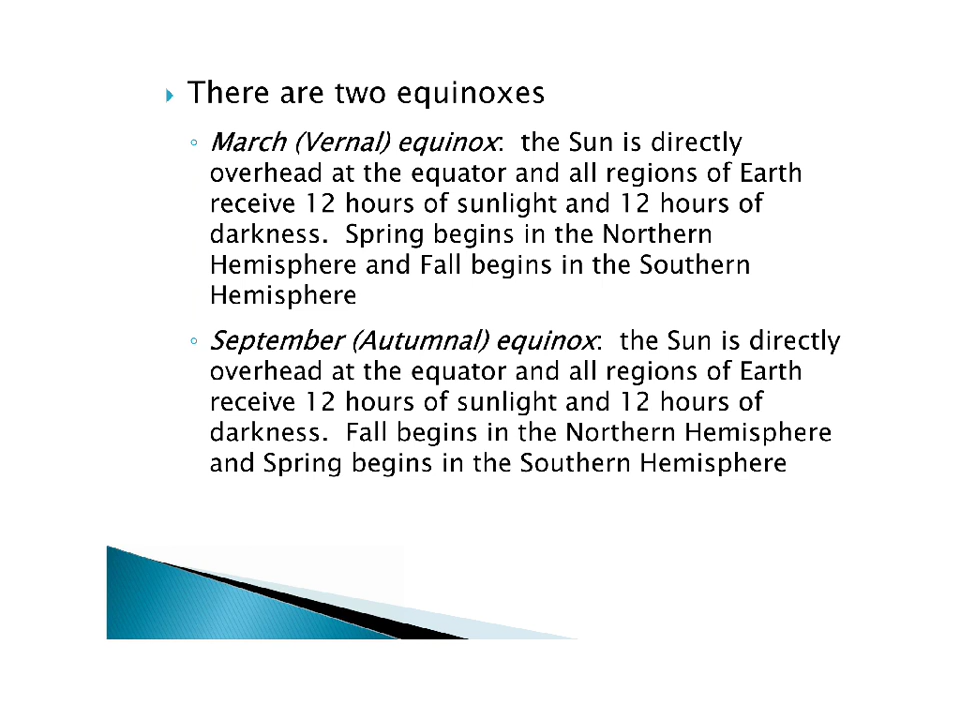 There are two equinoxes
March (Vernal) equinox: the Sun is directly
overhead at the equator and all regions of Earth
receive 12 hours of sunlight and 12 hours of
darkness. Spring begins in the Northern
Hemisphere and Fall begins in the Southern
Hemisphere
September (Autumnal) equinox: the Sun is directly
overhead at the equator and all regions of Earth
receive 12 hours of sunlight and 12 hours of
darkness. Fall begins in the Northern Hemisphere
and Spring begins in the Southern Hemisphere